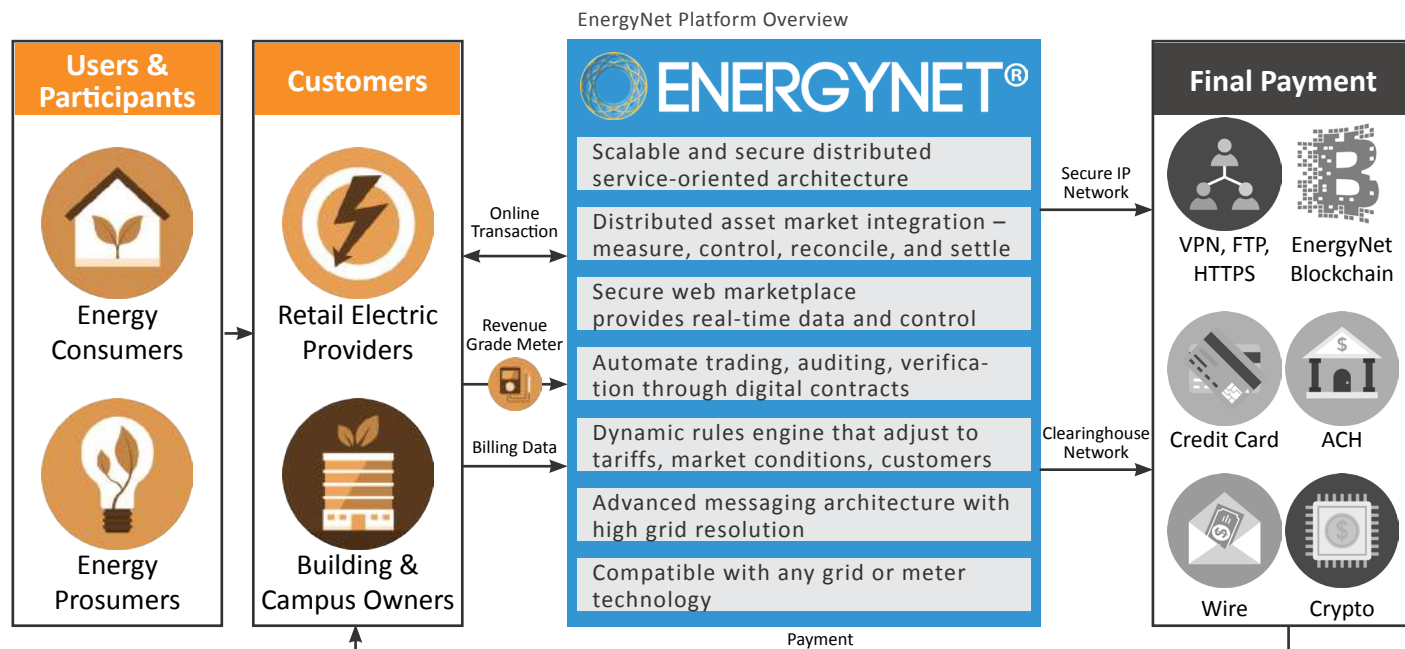 EnergyNet Platform Overview
Users &
Participants
Energy
Consumers
Energy
Prosumers
Customers
Retail Electric
Providers
Building &
Campus Owners
Online
Transaction
Revenue
Grade Meter
Billing Data
ENERGYNET®
Scalable and secure distributed
service-oriented architecture
Distributed asset market integration –
measure, control, reconcile, and settle
Secure web marketplace
provides real-time data and control
Automate trading, auditing, verifica-
tion through digital contracts
Dynamic rules engine that adjust to
tariffs, market conditions, customers
Advanced messaging architecture with
high grid resolution
Compatible with any grid or meter
technology
Secure IP
Network
Clearinghouse
Network
Final Payment
VPN, FTP,
HTTPS
EnergyNet
Blockchain
$
Credit Card
ACH
$
$
Wire
Crypto
Payment